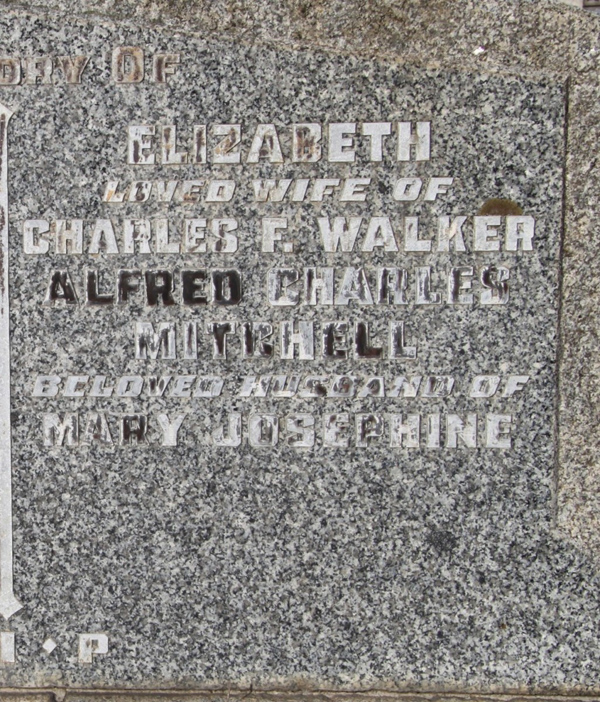 ORY OF
ELIZABETH
LOVED WIFE OF
CHARLES F. WALKER
ALFRED CHARLES
MITCHELL
BELOVED HUSBAND OF
MARY JOSEPHINE
I · P